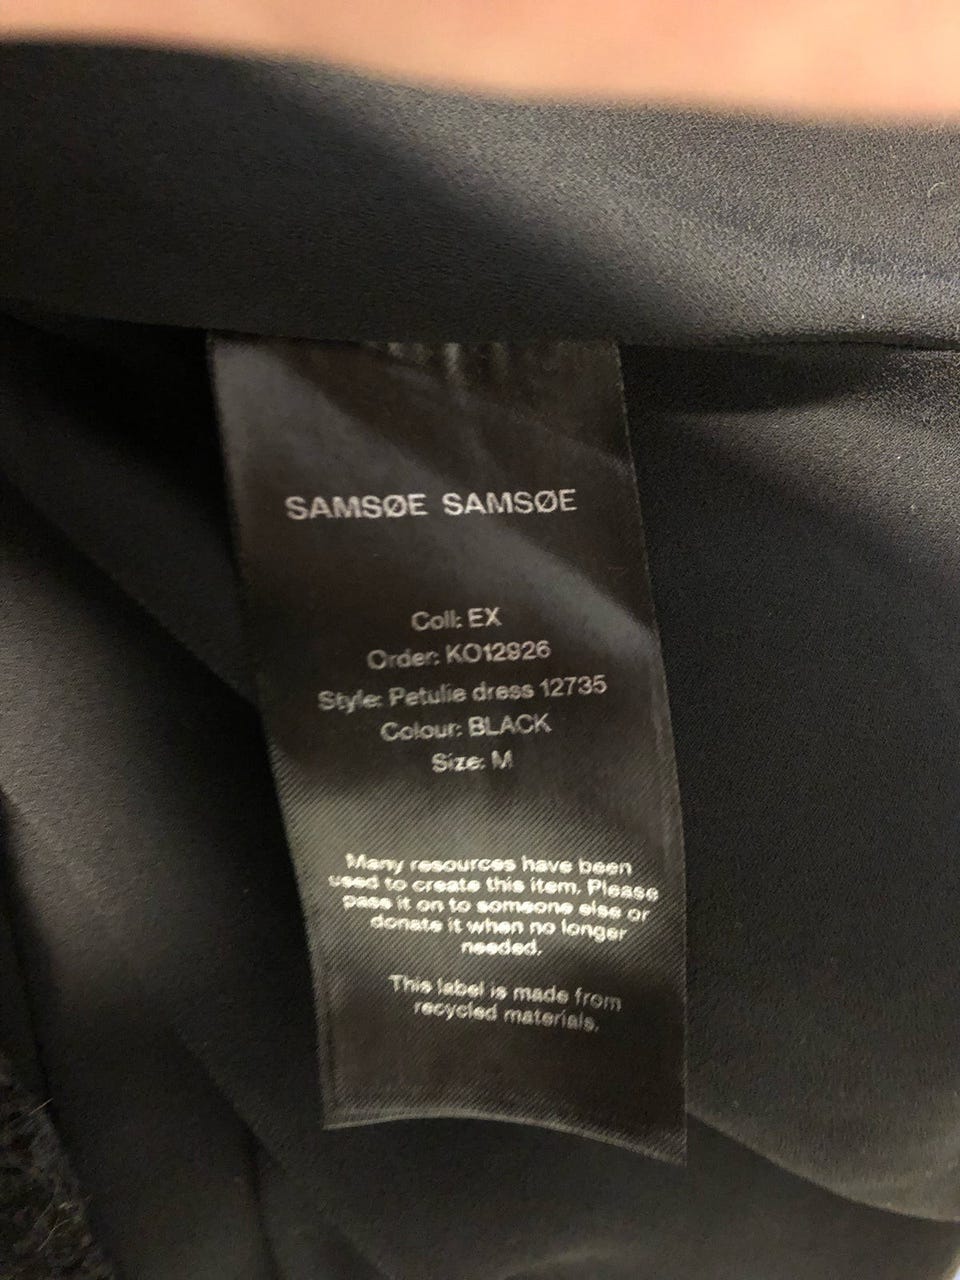 SAMSØE SAMSØE
Coll: EX
Order: KO12926
Style: Petulie dress 12735
Colour: BLACK
Size: M
Many resources have been
used to create this item. Please
pass it on to someone else or
donate it when no longer
needed.
This label is made from
recycled materials.